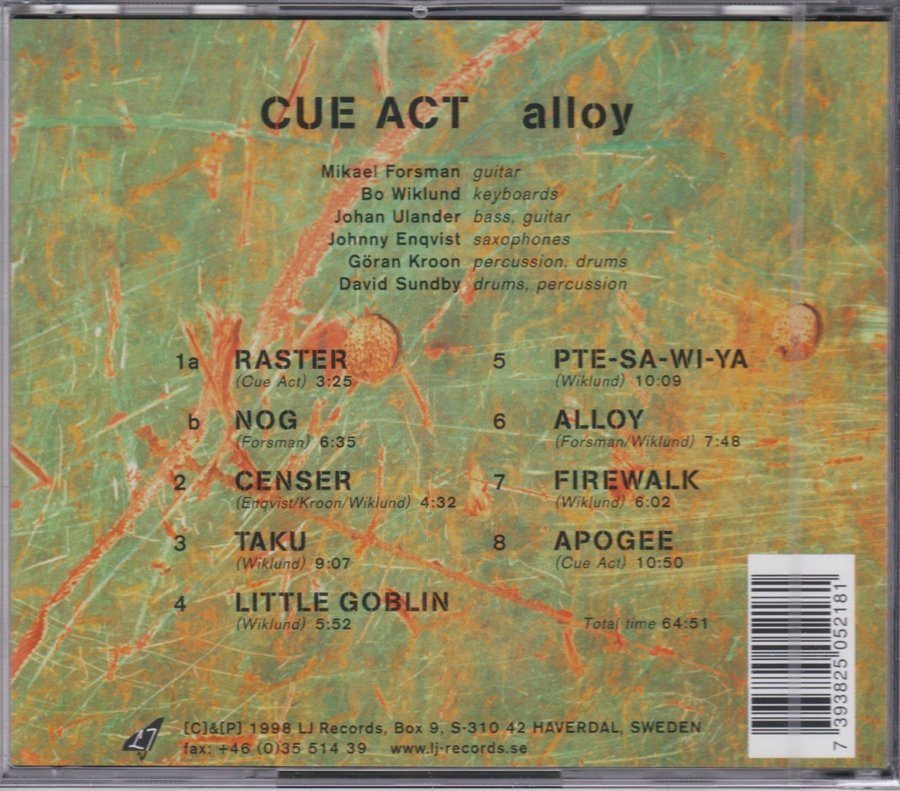 CUE ACT alloy
Mikael Forsman guitar
Bo Wiklund keyboards
Johan Ulander bass, guitar
Johnny Enqvist saxophones
Göran Kroon percussion, drums
David Sundby drums, percussion
1a RASTER
(Cue Act) 3:25
b NOG
(Forsman) 6:35
2 CENSER
(Enqvist/Kroon/Wiklund) 4:32
3 TAKU
(Wiklund) 9:07
4 LITTLE GOBLIN
(Wiklund) 5:52
5 PTE-SA-WI-YA
(Wiklund) 10:09
6 ALLOY
(Forsman/Wiklund) 7:48
7 FIREWALK
(Wiklund) 6:02
8 APOGEE
(Cue Act) 10:50
Total time 64:51
LJ
[C]&[P] 1998 LJ Records, Box 9, S-310 42 HAVERDAL, SWEDEN
fax: +46 (0)35 514 39 www.lj-records.se
7 393825 052181